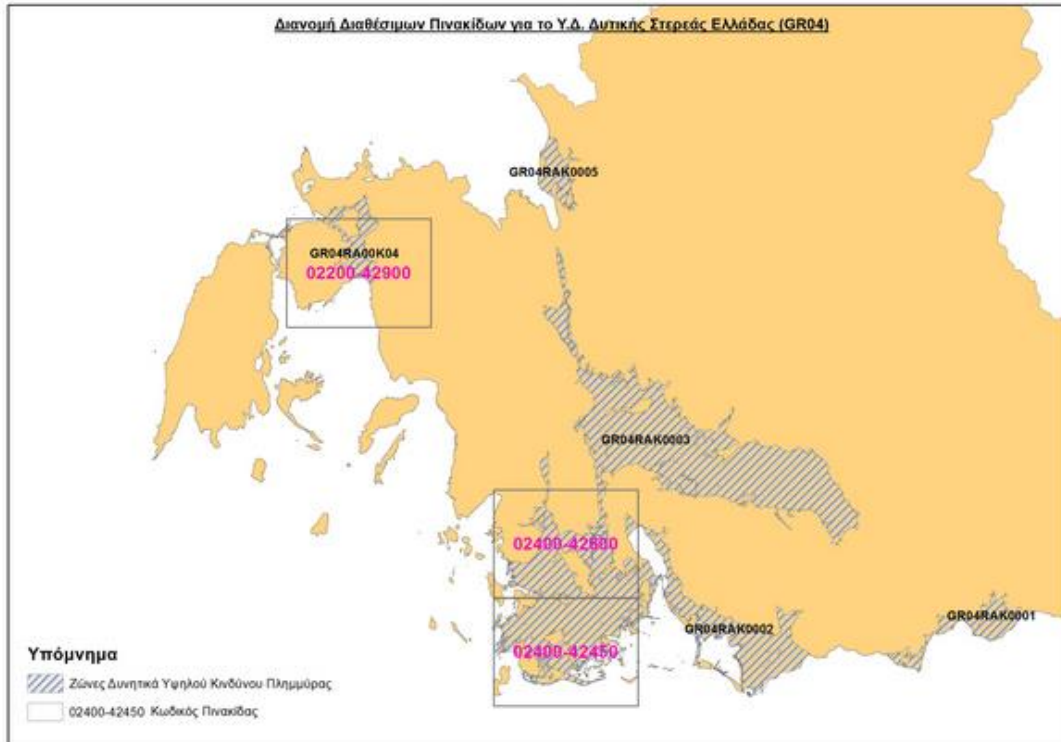 Διανομή Διαθέσιμων Πινακίδων για το Υ.Δ. Δυτικής Στερεάς Ελλάδας (GR04)
GR04RAK0005
GR04RA00K04
02200-42900
GR04RAK0003
02400-42600
GR04RAK0001
GR04RAK0002
02400-42450
Υπόμνημα
Ζώνες Δυνητικά Υψηλού Κινδύνου Πλημμύρας
02400-42450 Κωδικός Πινακίδας